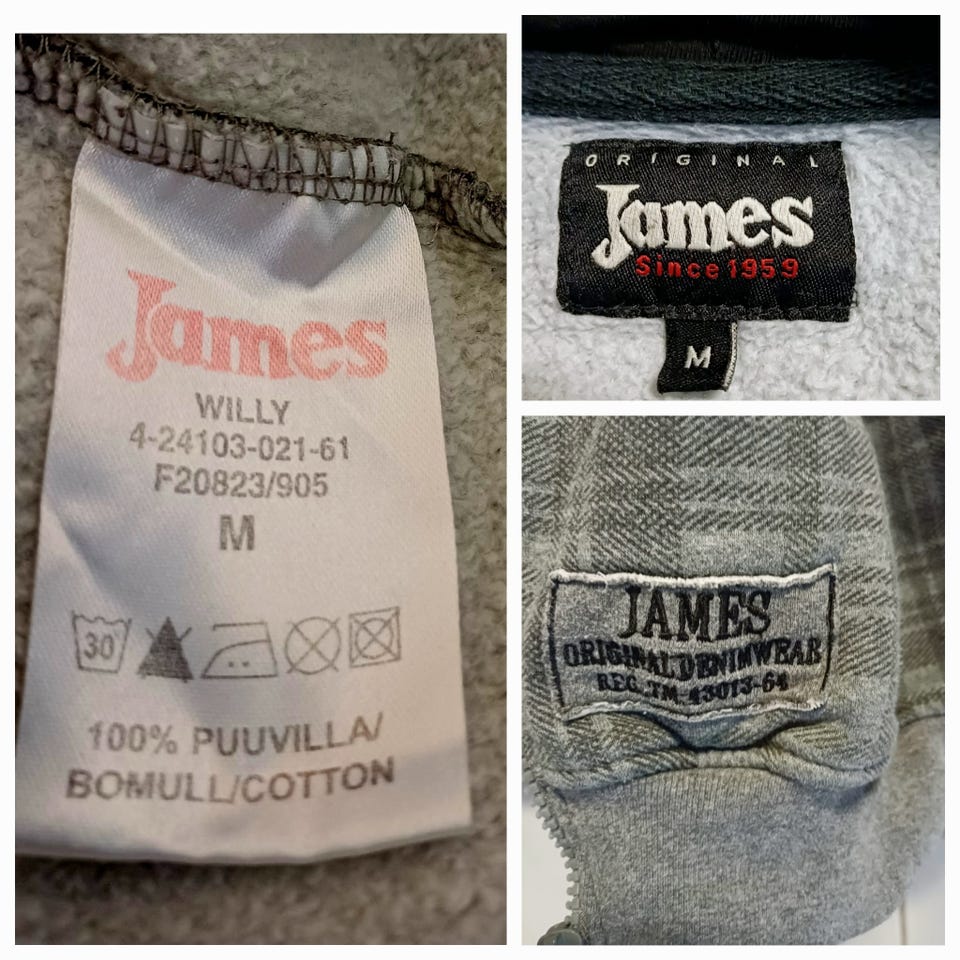 James
WILLY
4-24103-021-61
F20823/905
M
30
100% PUUVILLA/
BOMULL/COTTON
ORIGINAL
James
Since 1959
M
JAMES
ORIGINAL DENIMWEAR
REG. TM-43013-64